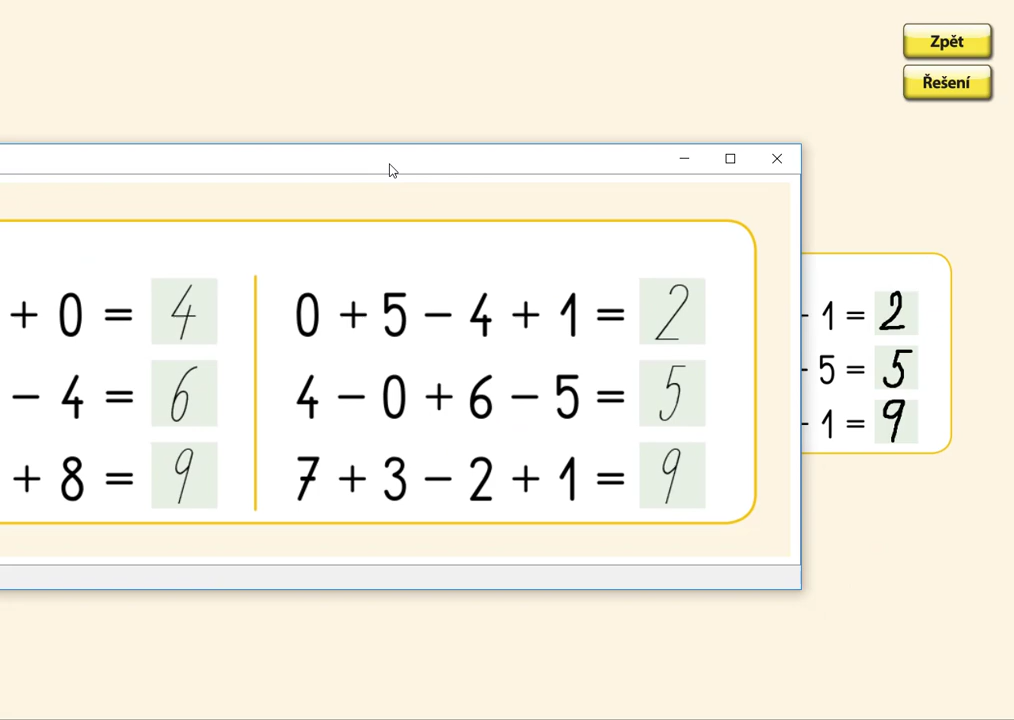 Zpět
Řešení
+ 0 = 4
0 + 5 − 4 + 1 = 2
- 1 = 2
− 4 = 6
4 − 0 + 6 − 5 = 5
- 5 = 5
+ 8 = 9
7 + 3 − 2 + 1 = 9
- 1 = 9